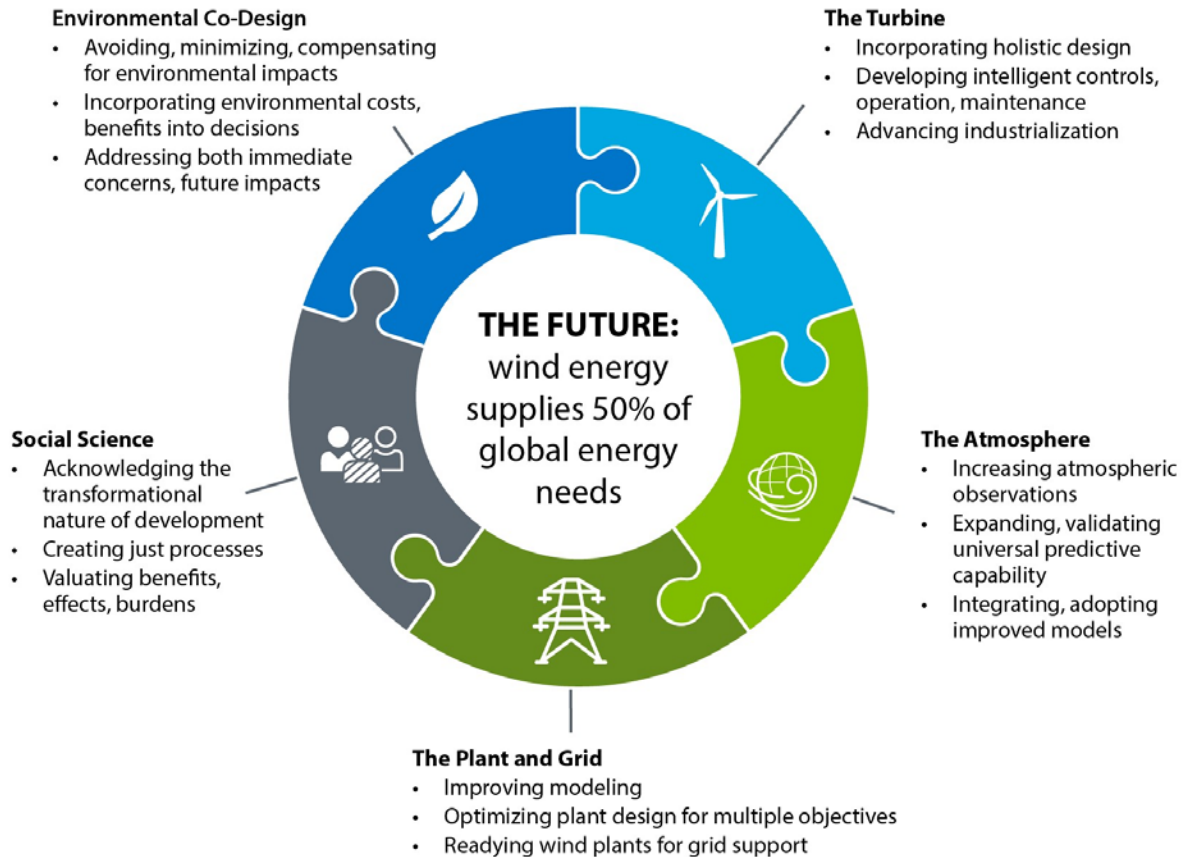 Environmental Co-Design
• Avoiding, minimizing, compensating
for environmental impacts
• Incorporating environmental costs,
benefits into decisions
• Addressing both immediate
concerns, future impacts
The Turbine
• Incorporating holistic design
• Developing intelligent controls,
operation, maintenance
• Advancing industrialization
THE FUTURE:
wind energy
supplies 50% of
global energy
needs
Social Science
• Acknowledging the
transformational
nature of development
• Creating just processes
• Valuating benefits,
effects, burdens
The Atmosphere
• Increasing atmospheric
observations
• Expanding, validating
universal predictive
capability
• Integrating, adopting
improved models
The Plant and Grid
• Improving modeling
• Optimizing plant design for multiple objectives
• Readying wind plants for grid support